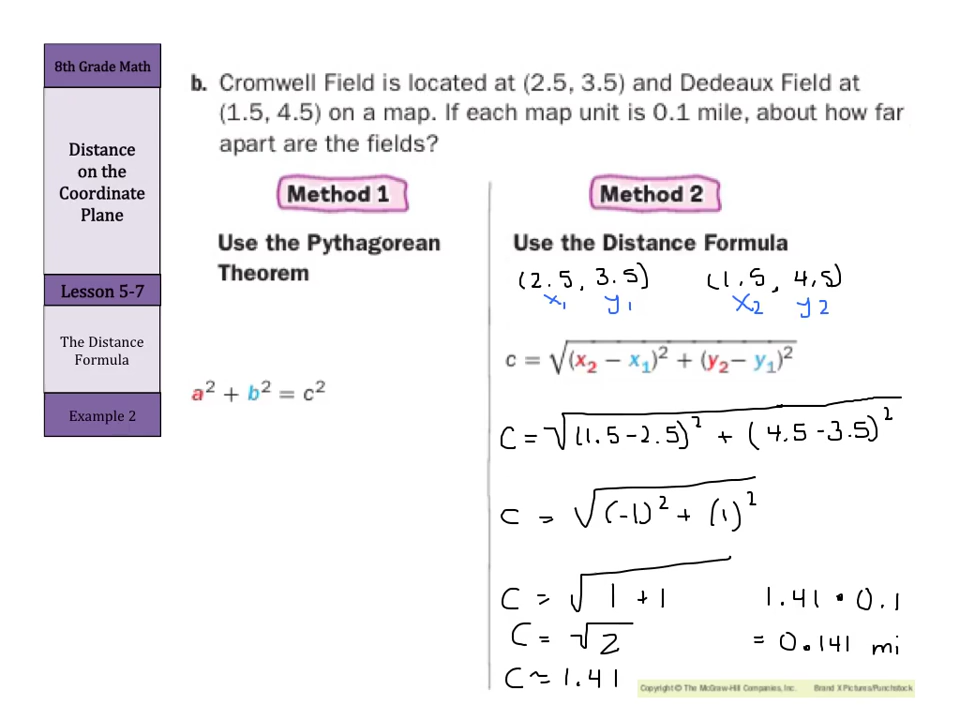 8th Grade Math
Distance
on the
Coordinate
Plane
Lesson 5-7
The Distance
Formula
Example 2
b. Cromwell Field is located at (2.5, 3.5) and Dedeaux Field at
(1.5, 4.5) on a map. If each map unit is 0.1 mile, about how far
apart are the fields?
Method 1
Use the Pythagorean
Theorem
a² + b² = c²
Method 2
Use the Distance Formula
(2.5, 3.5) (1.5, 4.5)
x₁ y₁ x₂ y₂
c = √(x₂ − x₁)² + (y₂− y₁)²
C = √(1.5-2.5)² + (4.5-3.5)²
C = √(-1)² + (1)²
C = √1 + 1 1.41 • 0.1
C = √2 = 0.141 mi
C ≈ 1.41
Copyright © The McGraw-Hill Companies, Inc. Brand X Pictures/Punchstock